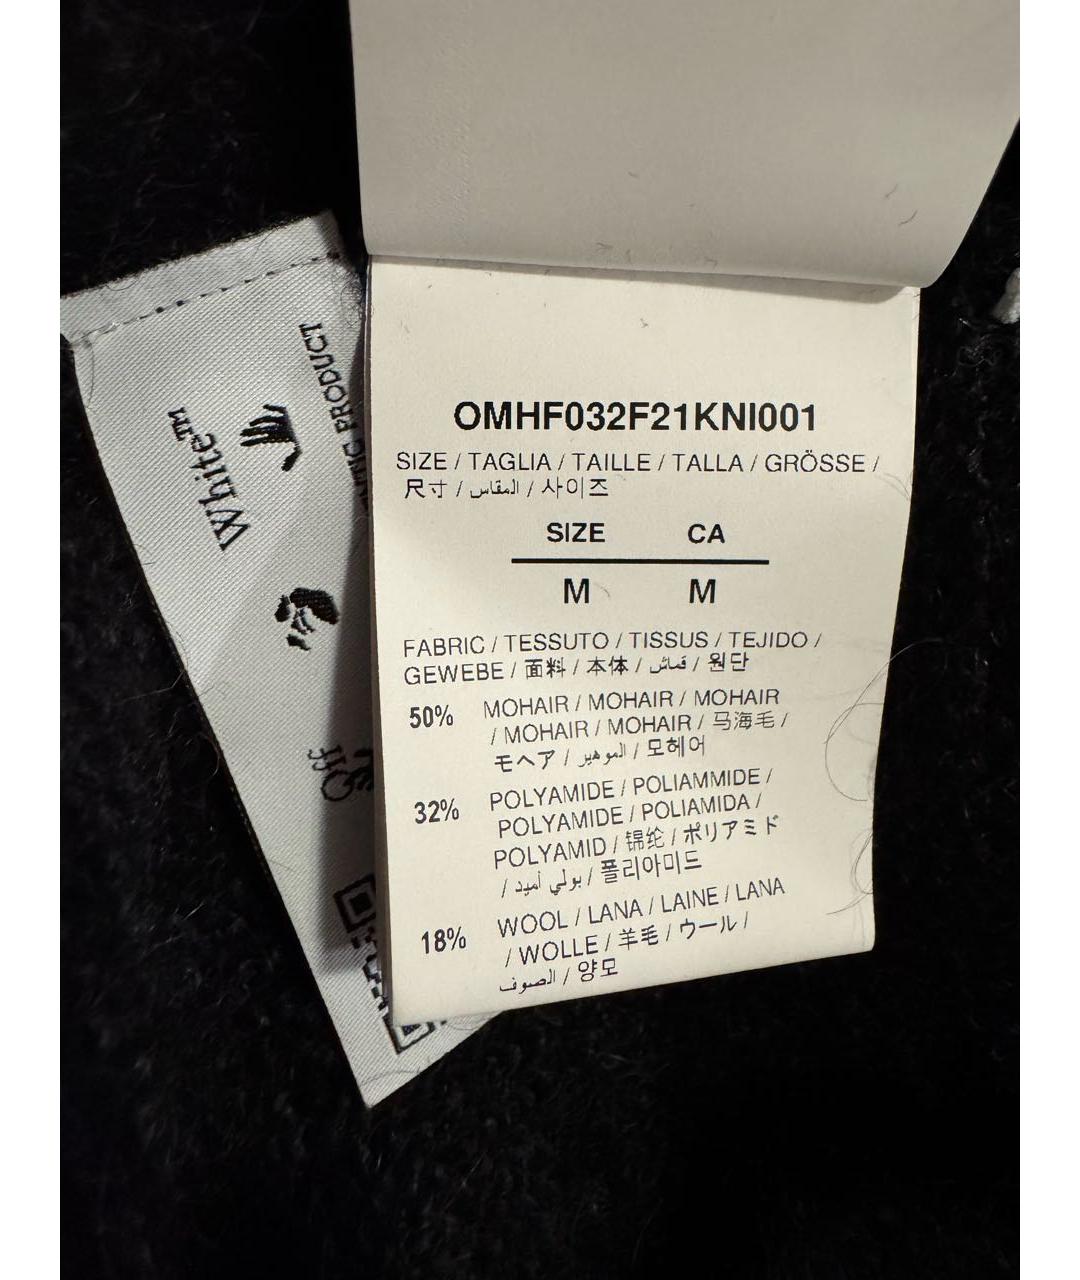 OMHF032F21KNI001
SIZE / TAGLIA / TAILLE / TALLA / GRÖSSE /
尺寸 / المقاس / 사이즈
SIZE CA
M M
FABRIC / TESSUTO / TISSUS / TEJIDO /
GEWEBE / 面料 / 本体 / قماش / 원단
50% MOHAIR / MOHAIR / MOHAIR
/ MOHAIR / MOHAIR / 马海毛 /
モヘア / الموهير / 모헤어
32% POLYAMIDE / POLIAMMIDE /
POLYAMIDE / POLIAMIDA /
POLYAMID / 锦纶 / ポリアミド
/ بولي أميد / 폴리아미드
18% WOOL / LANA / LAINE / LANA
/ WOLLE / 羊毛 / ウール /
الصوف / 양모
Off
White™
PRODUCT